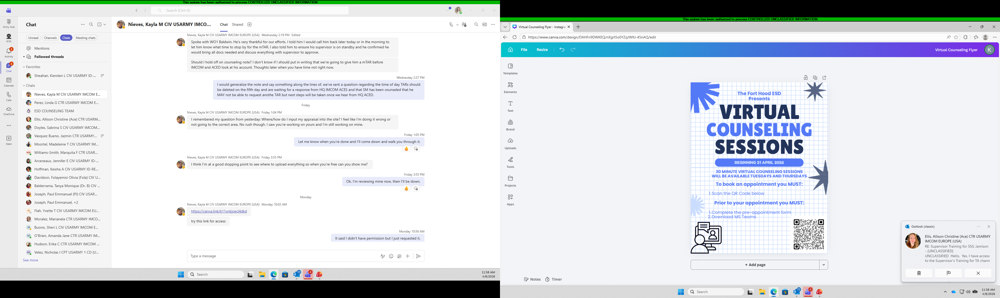 This system has been authorized to process CONTROLLED UNCLASSIFIED INFORMATION
Search (Ctrl+E)
Army Hub
RITA
Activity
2
Chat
2
Calendar
Calls
OneDrive
Apps
Chat
Unread
Channels
Chats
Meeting chats
Mentions
Followed threads
Favorites
Sheahan, Kiersten L CIV USARMY ID-...
Chats
Nieves, Kayla M CIV USARMY IMCOM E...
Perez, Linda G CTR USARMY IMCOM E...
ESD COUNSELING TEAM
Ellis, Allison Christine (Ace) CTR USARM...
Doyles, Sabrina S CIV USARMY IMCOM...
Vasquez Bueno, Jazmin CTR USARMY...
Moortel, Madeleine T CIV USARMY IM...
MW Williams-Smith, Marquita F CTR USAR...
Arceneaux, Jennifer E CIV USARMY ID-...
Hoffman, Keisha A CIV USARMY ID-RE...
Davidson, Folayemisi Olivia (Fola) CIV U...
Balderrama, Tanya Monique (Dr. B) CIV ...
Joseph, Paul Emmanuel (PJ) CIV USAR...
Joseph, Paul Emmanuel, +2
YF Flah, Yvette T CIV USARMY IMCOM EU...
Moralez, Marianela CTR USARMY IMCO...
SB Buono, Sheri L CIV USARMY IMCOM E...
AO O'Brien, Amanda Jane CTR USARMY IM...
Hudson, Erika C CTR USARMY IMCOM ...
NV Velez, Nicholas I CPT USARMY 1 CD (U...
See more
Nieves, Kayla M CIV USARMY IMCO...
Chat
Shared
Nieves, Kayla M CIV USARMY IMCOM EUROPE (USA) Wednesday 2:19 PM Edited
Spoke with WO1 Baldwin. He's very thankful for our efforts. I told him I would call him back later today or in the morning to
let him know what time to stop by for the mTAR. I also told him to ensure his supervisor is on standby and he confirmed he
would bring all docs needed and discuss everything with supervisor to approve.
Should I hold off on counseling note? I don't know if I should put in writing that we're going to give him a mTAR before
IMCOM and ACED look at his account. Thoughts later when you have time not right now.
Wednesday 2:37 PM
I would generalize the note and say something along the lines of, we've sent a question regarding the time of day TARs should
be deleted on the fifth day and are waiting for a response from HQ IMCOM ACES and that SM has been counseled that he
MAY not be able to request anothe TAR but next steps will be taken once we hear from HQ ACED.
Friday
Nieves, Kayla M CIV USARMY IMCOM EUROPE (USA) Friday 1:04 PM
I remembered my question from yesterday: Where/how do I input my appraisal into the site? I feel like I'm doing it wrong or
not going to the correct area. No rush though. I saw you're working on yours and I'm still working on mine.
Friday 1:05 PM
Let me know when you're done and I'll come down and walk you through it.
Nieves, Kayla M CIV USARMY IMCOM EUROPE (USA) Friday 3:55 PM
I think I'm at a good stopping point to see where to upload everything so when you're free can you show me?
Friday 3:55 PM
Ok. I'm reviewing mine now, then I'll be down.
Monday
Nieves, Kayla M CIV USARMY IMCOM EUROPE (USA) Monday 10:02 AM
https://canva.link/k11xnkjoecl4dkd
try this link for access
Monday 10:56 AM
It said I didn't have permission but I just requested it.
Type a message
Search
4
11:58 AM
4/8/2026
This system has been authorized to process CONTROLLED UNCLASSIFIED INFORMATION
Virtual Counseling Flyer - Instagra
https://www.canva.com/design/DAHFn9DWKEQ/nXgrt5o0YZqJWItJ-45nAQ/edit
File
Resize
Virtual Counseling Flyer
K
Templates
Elements
Text
Brand
Uploads
Tools
Projects
Apps
The Fort Hood ESD
Presents
VIRTUAL
COUNSELING
SESSIONS
BEGINNING 21 APRIL 2026
30 MINUTE VIRTUAL COUNSELING SESSIONS
WILL BE AVAILABLE TUESDAYS AND THURSDAYS
To book an appointment you MUST:
1.Scan the QR Code below
Prior to your appointment you MUST:
1.Complete the pre-appointment form
2.Download MS Teams
+ Add page
Notes
Timer
Outlook (classic)
Ellis, Allison Christine (Ace) CTR USARMY
IMCOM EUROPE (USA)
RE: Supervisor Training for SSG Jamison
- [UNCLASSIFIED]
UNCLASSIFIED Hello, Yes, I have access
to the Supervisor's Training for TA chann
Search
4
11:58 AM
4/8/2026